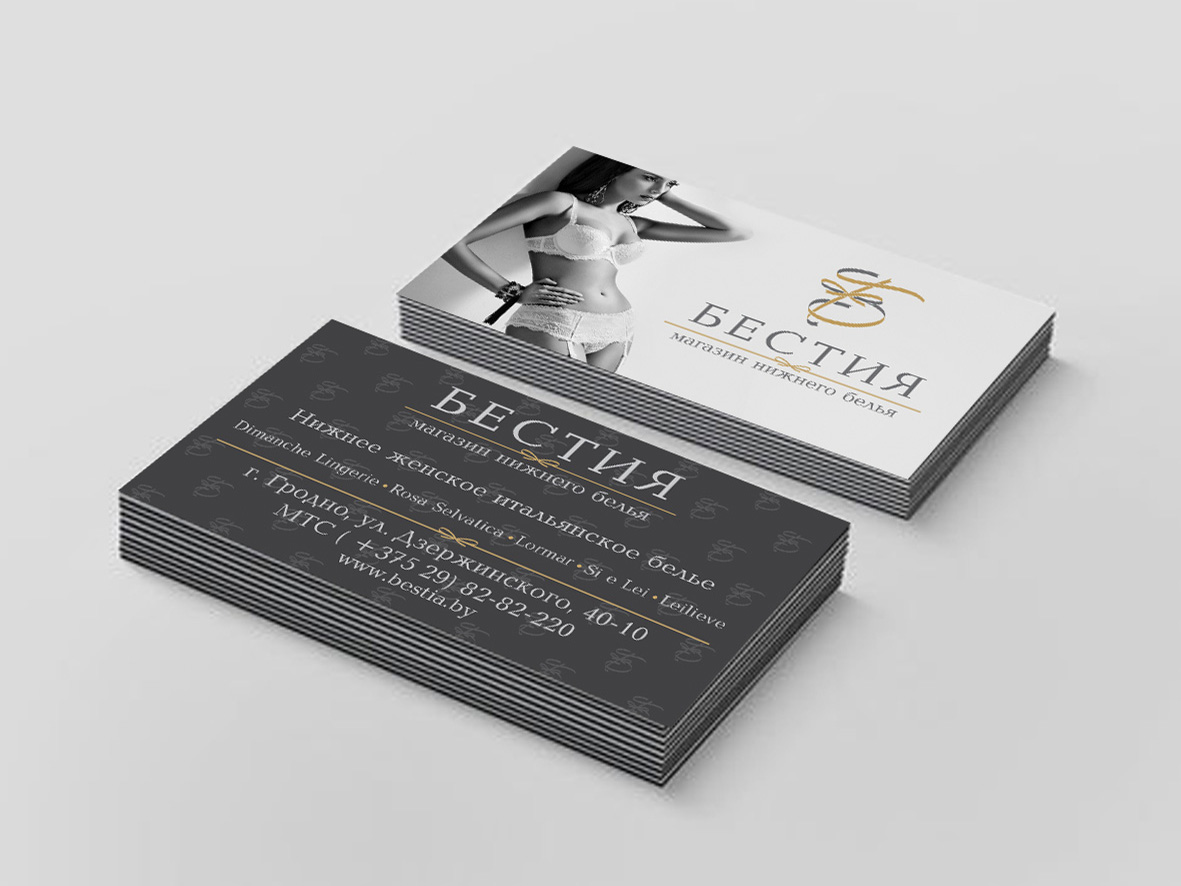 БЕСТИЯ
магазин нижнего белья
БЕСТИЯ
магазин нижнего белья
Нижнее женское итальянское белье
Dimanche Lingerie • Rosa Selvatica • Lormar • Si e Lei • Leilieve
г. Гродно, ул. Дзержинского, 40-10
МТС ( +375 29) 82-82-220
www.bestia.by